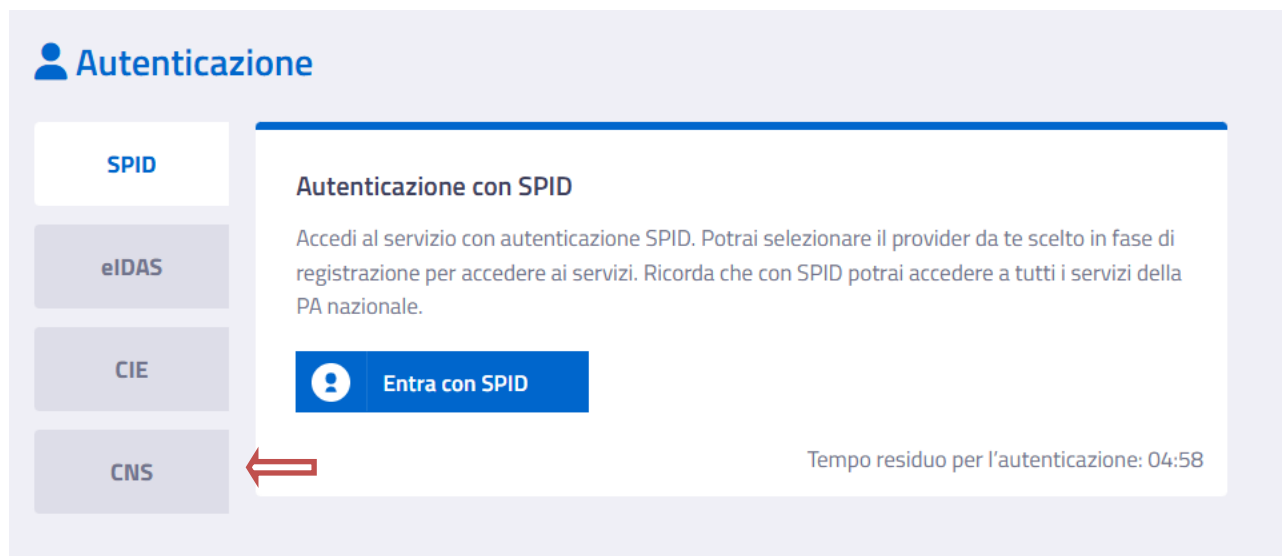 Autenticazione
SPID
eIDAS
CIE
CNS
Autenticazione con SPID
Accedi al servizio con autenticazione SPID. Potrai selezionare il provider da te scelto in fase di
registrazione per accedere ai servizi. Ricorda che con SPID potrai accedere a tutti i servizi della
PA nazionale.
Entra con SPID
Tempo residuo per l'autenticazione: 04:58